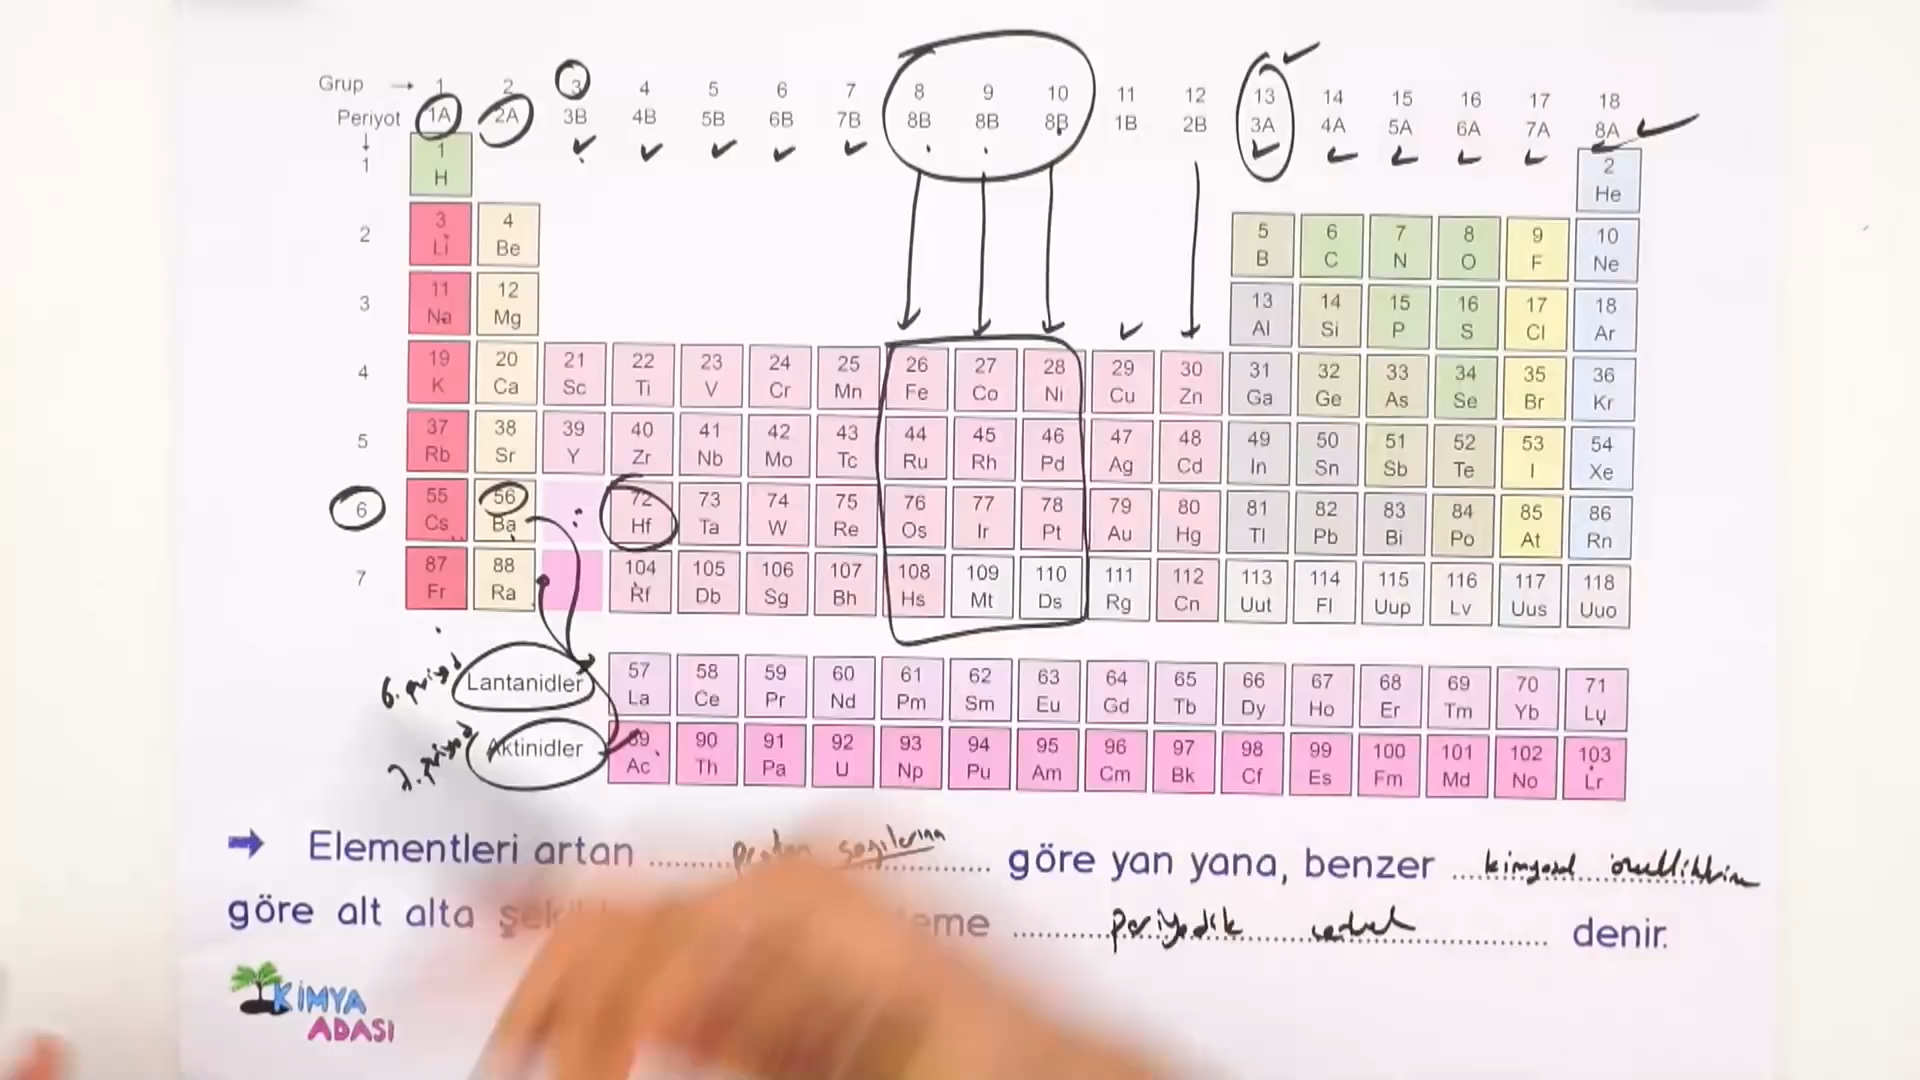 Grup → 1 2 3 4 5 6 7 8 9 10 11 12 13 14 15 16 17 18
Periyot 1A 2A 3B 4B 5B 6B 7B 8B 8B 8B 1B 2B 3A 4A 5A 6A 7A 8A
1 1 2
H He
2 3 4 5 6 7 8 9 10
Li Be B C N O F Ne
3 11 12 13 14 15 16 17 18
Na Mg Al Si P S Cl Ar
4 19 20 21 22 23 24 25 26 27 28 29 30 31 32 33 34 35 36
K Ca Sc Ti V Cr Mn Fe Co Ni Cu Zn Ga Ge As Se Br Kr
5 37 38 39 40 41 42 43 44 45 46 47 48 49 50 51 52 53 54
Rb Sr Y Zr Nb Mo Tc Ru Rh Pd Ag Cd In Sn Sb Te I Xe
6 55 56 72 73 74 75 76 77 78 79 80 81 82 83 84 85 86
Cs Ba Hf Ta W Re Os Ir Pt Au Hg Tl Pb Bi Po At Rn
7 87 88 104 105 106 107 108 109 110 111 112 113 114 115 116 117 118
Fr Ra Rf Db Sg Bh Hs Mt Ds Rg Cn Uut Fl Uup Lv Uus Uuo
6. periyod Lantanidler 57 58 59 60 61 62 63 64 65 66 67 68 69 70 71
La Ce Pr Nd Pm Sm Eu Gd Tb Dy Ho Er Tm Yb Lu
7. periyod Aktinidler 89 90 91 92 93 94 95 96 97 98 99 100 101 102 103
Ac Th Pa U Np Pu Am Cm Bk Cf Es Fm Md No Lr
→ Elementleri artan proton sayılarına göre yan yana, benzer kimyasal
göre alt alta periyodik denir.
KİMYA
ADASI